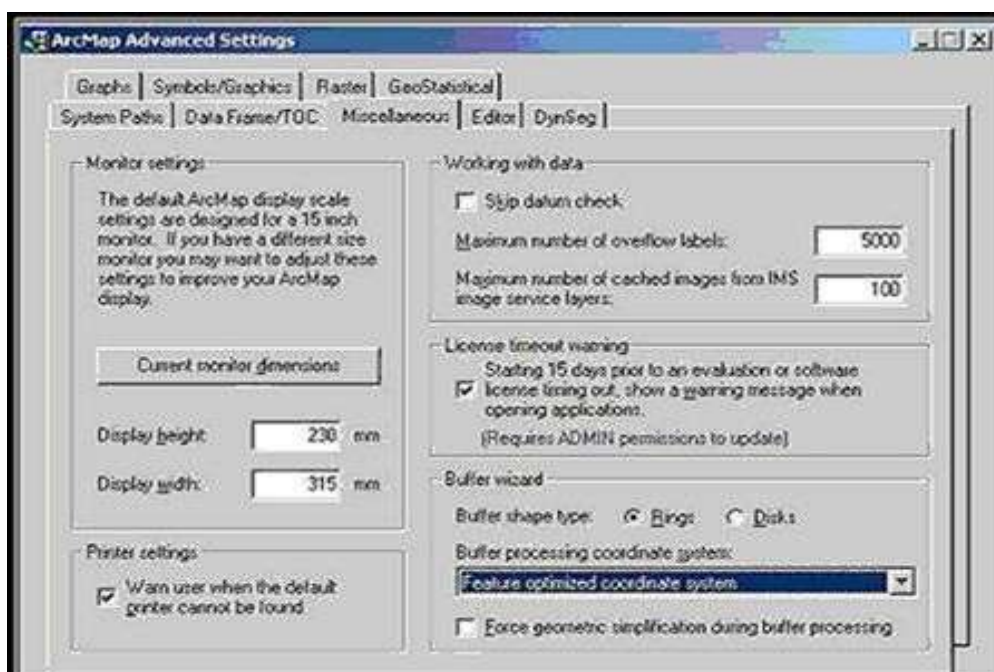 ArcMap Advanced Settings
Graphs
Symbols/Graphics
Raster
GeoStatistical
System Paths
Data Frame/TOC
Miscellaneous
Editor
DynSeg
Monitor settings
The default ArcMap display scale
settings are designed for a 15 inch
monitor. If you have a different size
monitor you may want to adjust these
settings to improve your ArcMap
display.
Current monitor dimensions
Display height: 230 mm
Display width: 315 mm
Printer settings
Warn user when the default
printer cannot be found
Working with data
Skip datum check
Maximum number of overflow labels: 5000
Maximum number of cached images from IMS
image service layers: 100
License timeout warning
Starting 15 days prior to an evaluation or software
license timing out, show a warning message when
opening applications.
(Requires ADMIN permissions to update)
Buffer wizard
Buffer shape type: Rings Disks
Buffer processing coordinate system:
Feature optimized coordinate system
Force geometric simplification during buffer processing